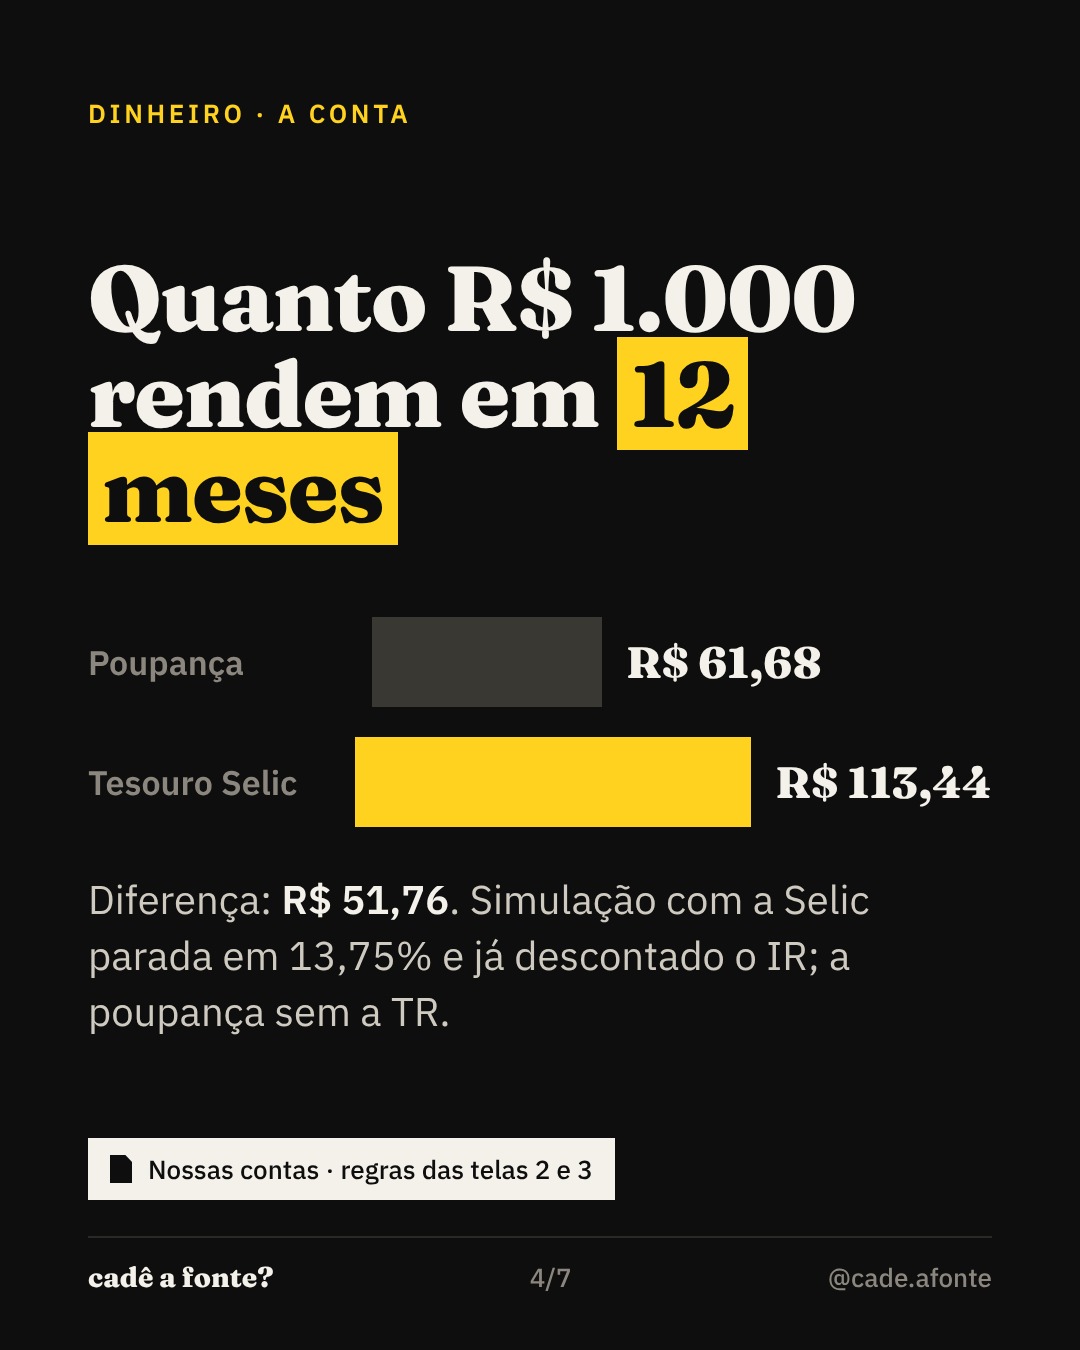 DINHEIRO · A CONTA
Quanto R$ 1.000
rendem em 12
meses
Poupança R$ 61,68
Tesouro Selic R$ 113,44
Diferença: R$ 51,76. Simulação com a Selic
parada em 13,75% e já descontado o IR; a
poupança sem a TR.
Nossas contas · regras das telas 2 e 3
cadê a fonte? 4/7 @cade.afonte